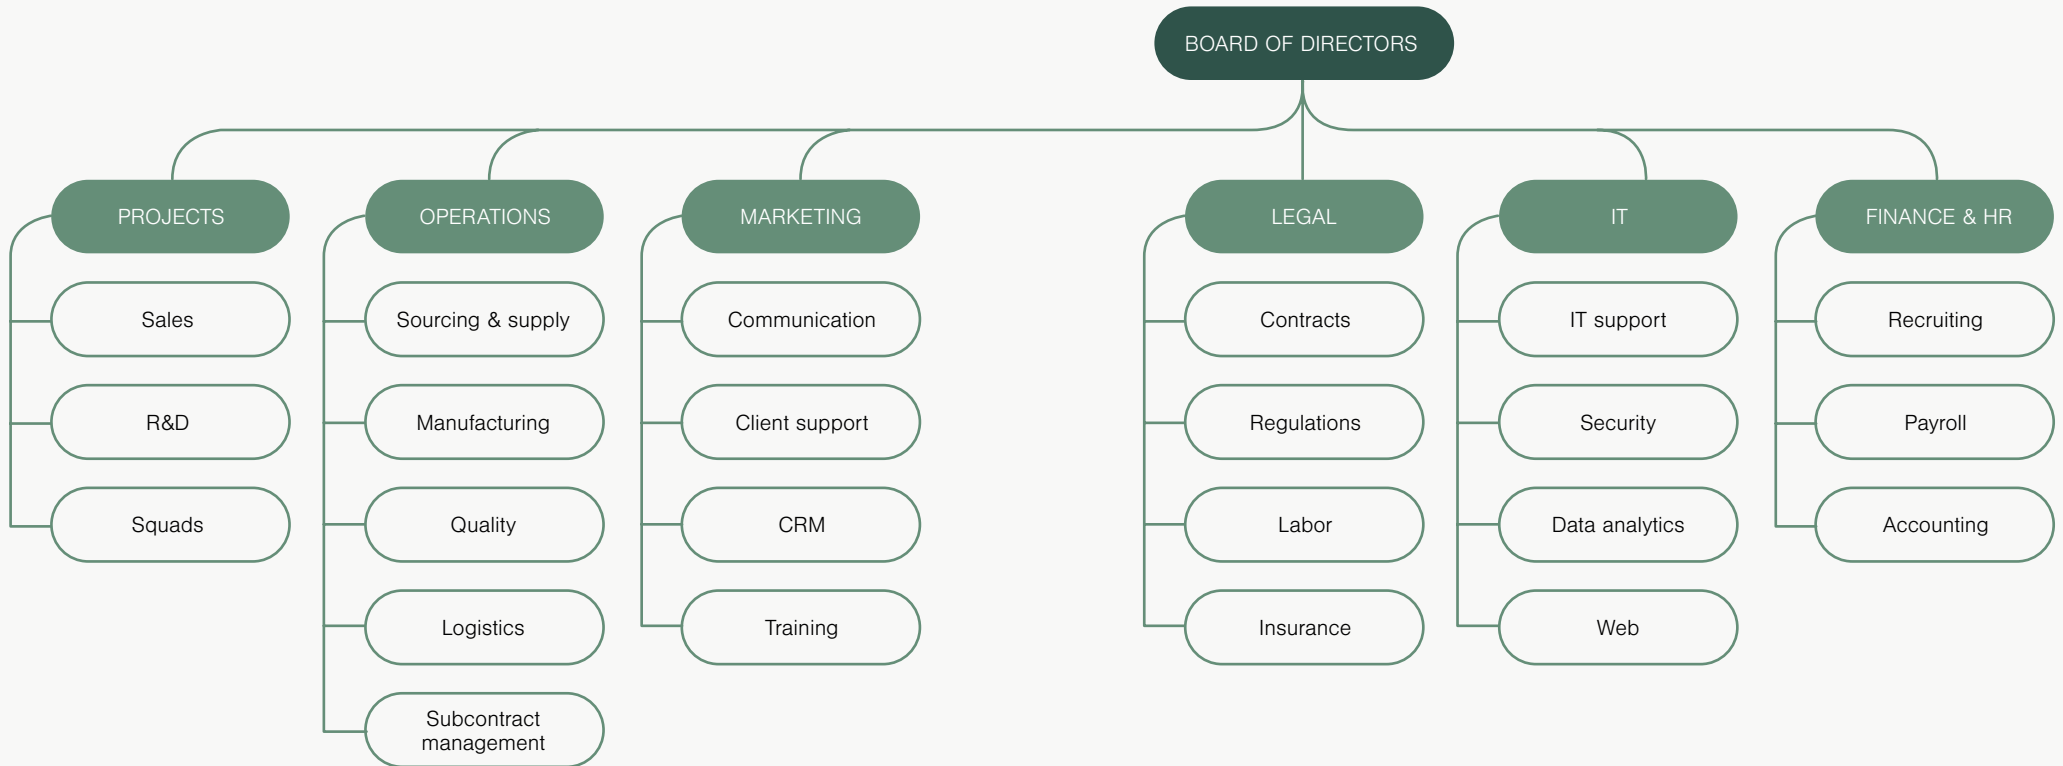 BOARD OF DIRECTORS
PROJECTS
Sales
R&D
Squads
OPERATIONS
Sourcing & supply
Manufacturing
Quality
Logistics
Subcontract
management
MARKETING
Communication
Client support
CRM
Training
LEGAL
Contracts
Regulations
Labor
Insurance
IT
IT support
Security
Data analytics
Web
FINANCE & HR
Recruiting
Payroll
Accounting